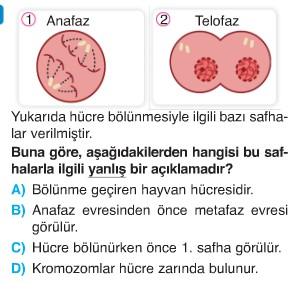 1 Anafaz
2 Telofaz
Yukarıda hücre bölünmesiyle ilgili bazı safha-
lar verilmiştir.
Buna göre, aşağıdakilerden hangisi bu saf-
halarla ilgili yanlış bir açıklamadır?
A) Bölünme geçiren hayvan hücresidir.
B) Anafaz evresinden önce metafaz evresi
görülür.
C) Hücre bölünürken önce 1. safha görülür.
D) Kromozomlar hücre zarında bulunur.